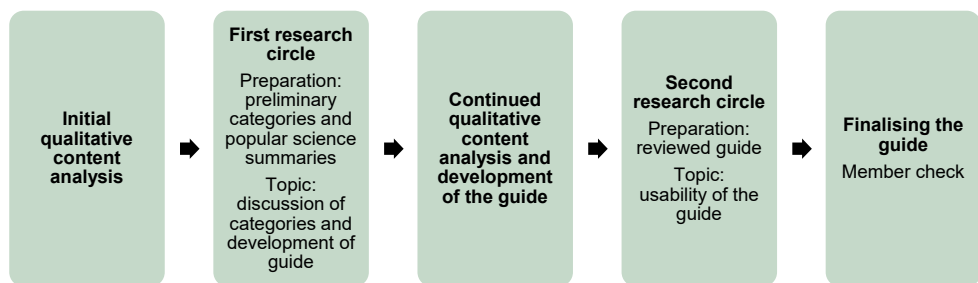 Initial
qualitative
content
analysis
First research
circle
Preparation:
preliminary
categories and
popular science
summaries
Topic:
discussion of
categories and
development of
guide
Continued
qualitative
content
analysis and
development
of the guide
Second
research circle
Preparation:
reviewed guide
Topic:
usability of the
guide
Finalising the
guide
Member check